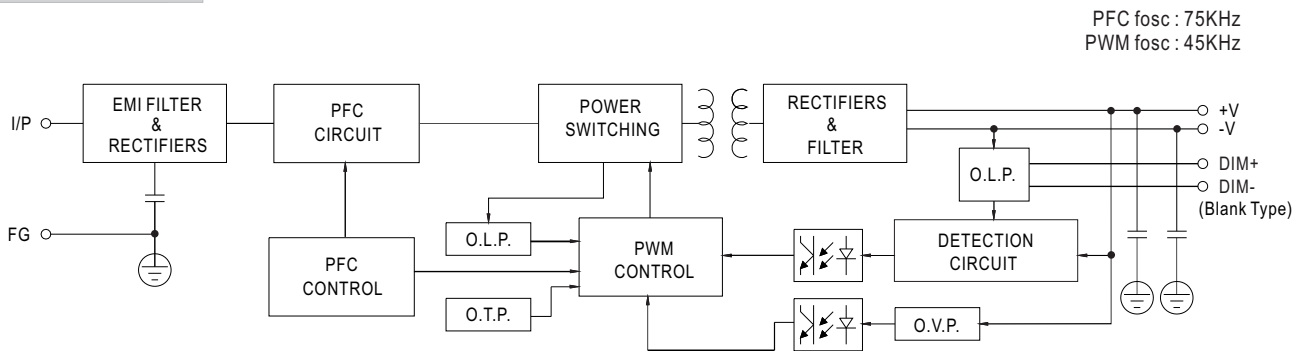 PFC fosc : 75KHz
PWM fosc : 45KHz
I/P
EMI FILTER
&
RECTIFIERS
PFC
CIRCUIT
POWER
SWITCHING
RECTIFIERS
&
FILTER
+V
-V
O.L.P.
DIM+
DIM-
(Blank Type)
FG
O.L.P.
PFC
CONTROL
PWM
CONTROL
DETECTION
CIRCUIT
O.T.P.
O.V.P.